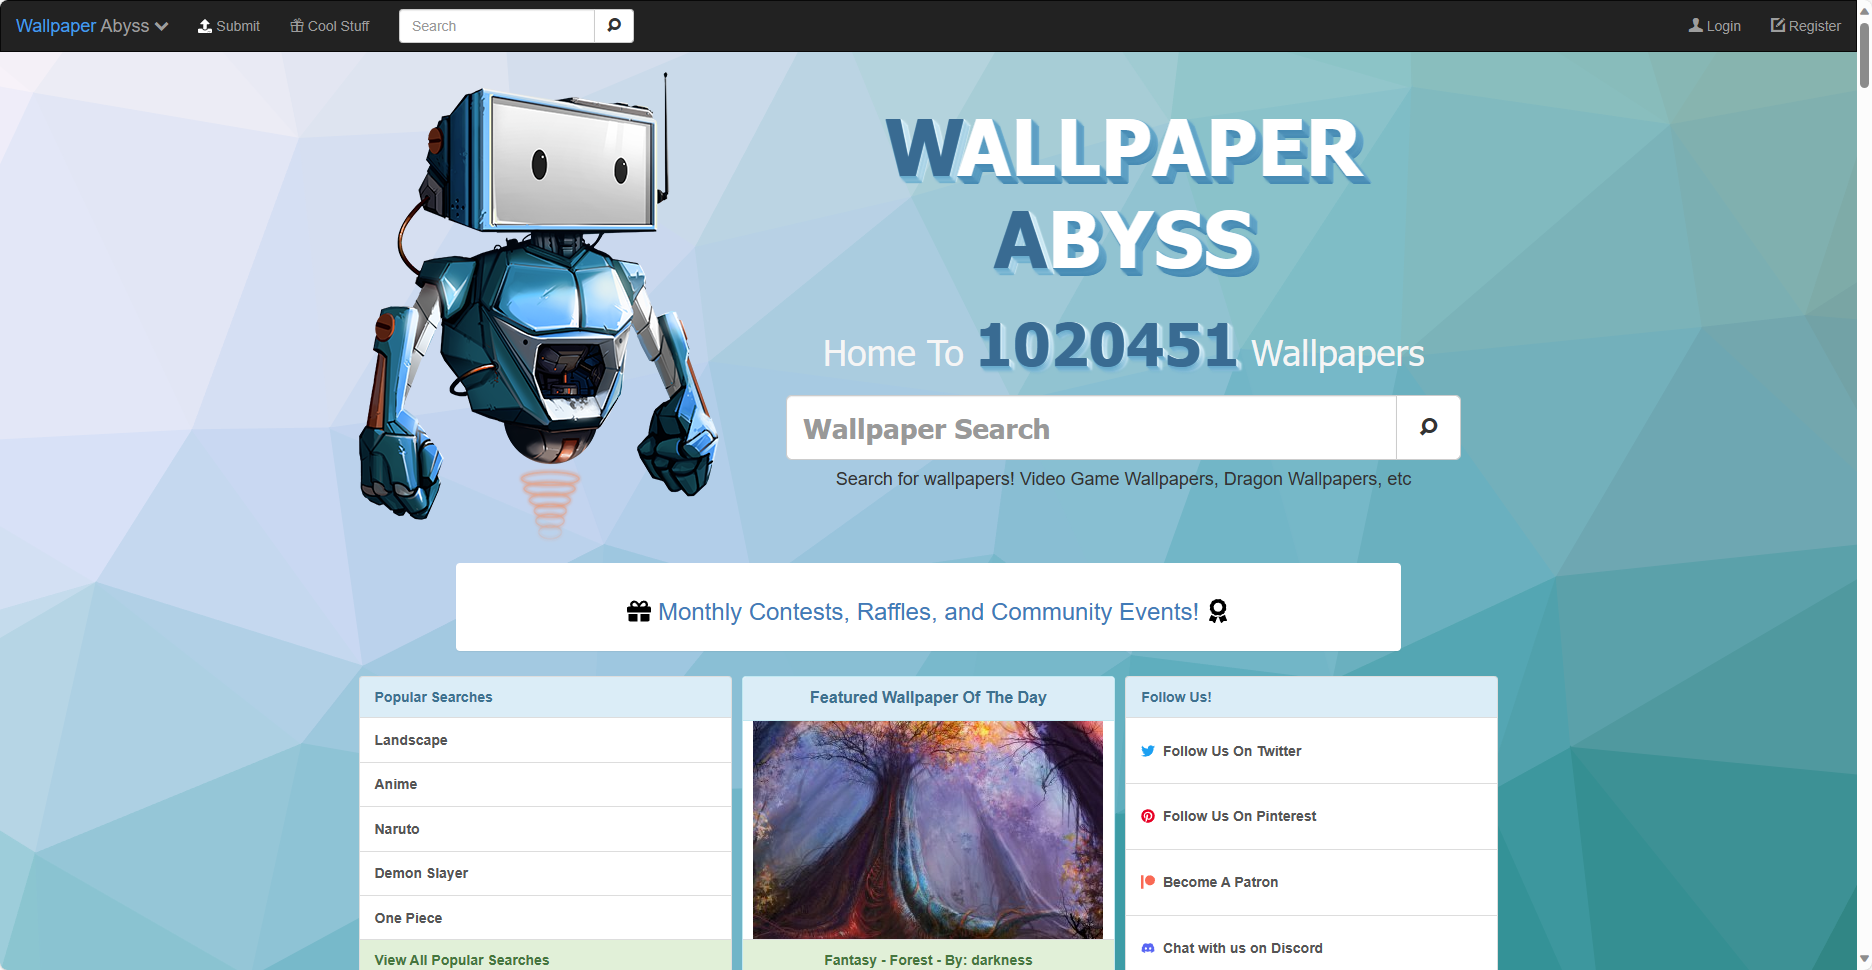 Wallpaper Abyss
Submit
Cool Stuff
Search
Login
Register
WALLPAPER
ABYSS
Home To 1020451 Wallpapers
Wallpaper Search
Search for wallpapers! Video Game Wallpapers, Dragon Wallpapers, etc
Monthly Contests, Raffles, and Community Events!
Popular Searches
Landscape
Anime
Naruto
Demon Slayer
One Piece
View All Popular Searches
Featured Wallpaper Of The Day
Fantasy - Forest - By: darkness
Follow Us!
Follow Us On Twitter
Follow Us On Pinterest
Become A Patron
Chat with us on Discord